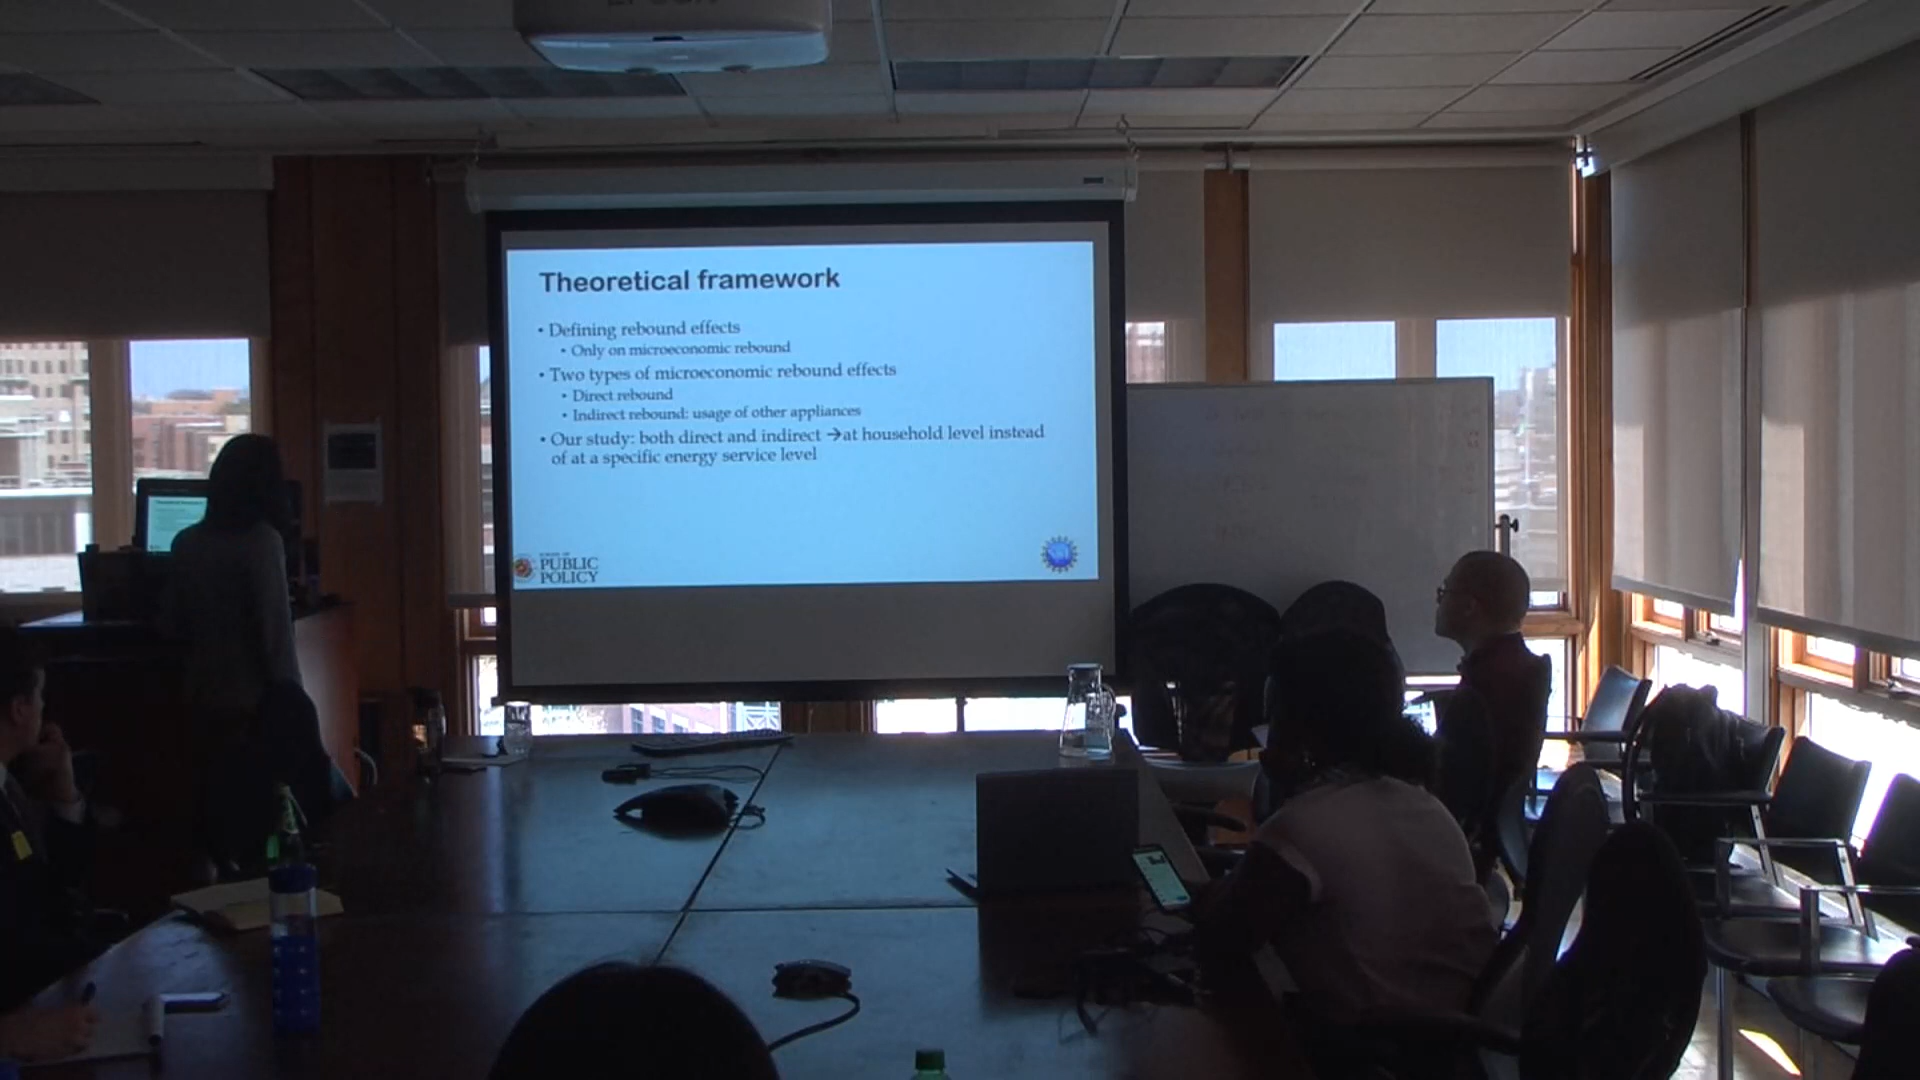 Theoretical framework
• Defining rebound effects
• Only on microeconomic rebound
• Two types of microeconomic rebound effects
• Direct rebound
• Indirect rebound: usage of other appliances
• Our study: both direct and indirect →at household level instead
of at a specific energy service level
SCHOOL OF
PUBLIC
POLICY